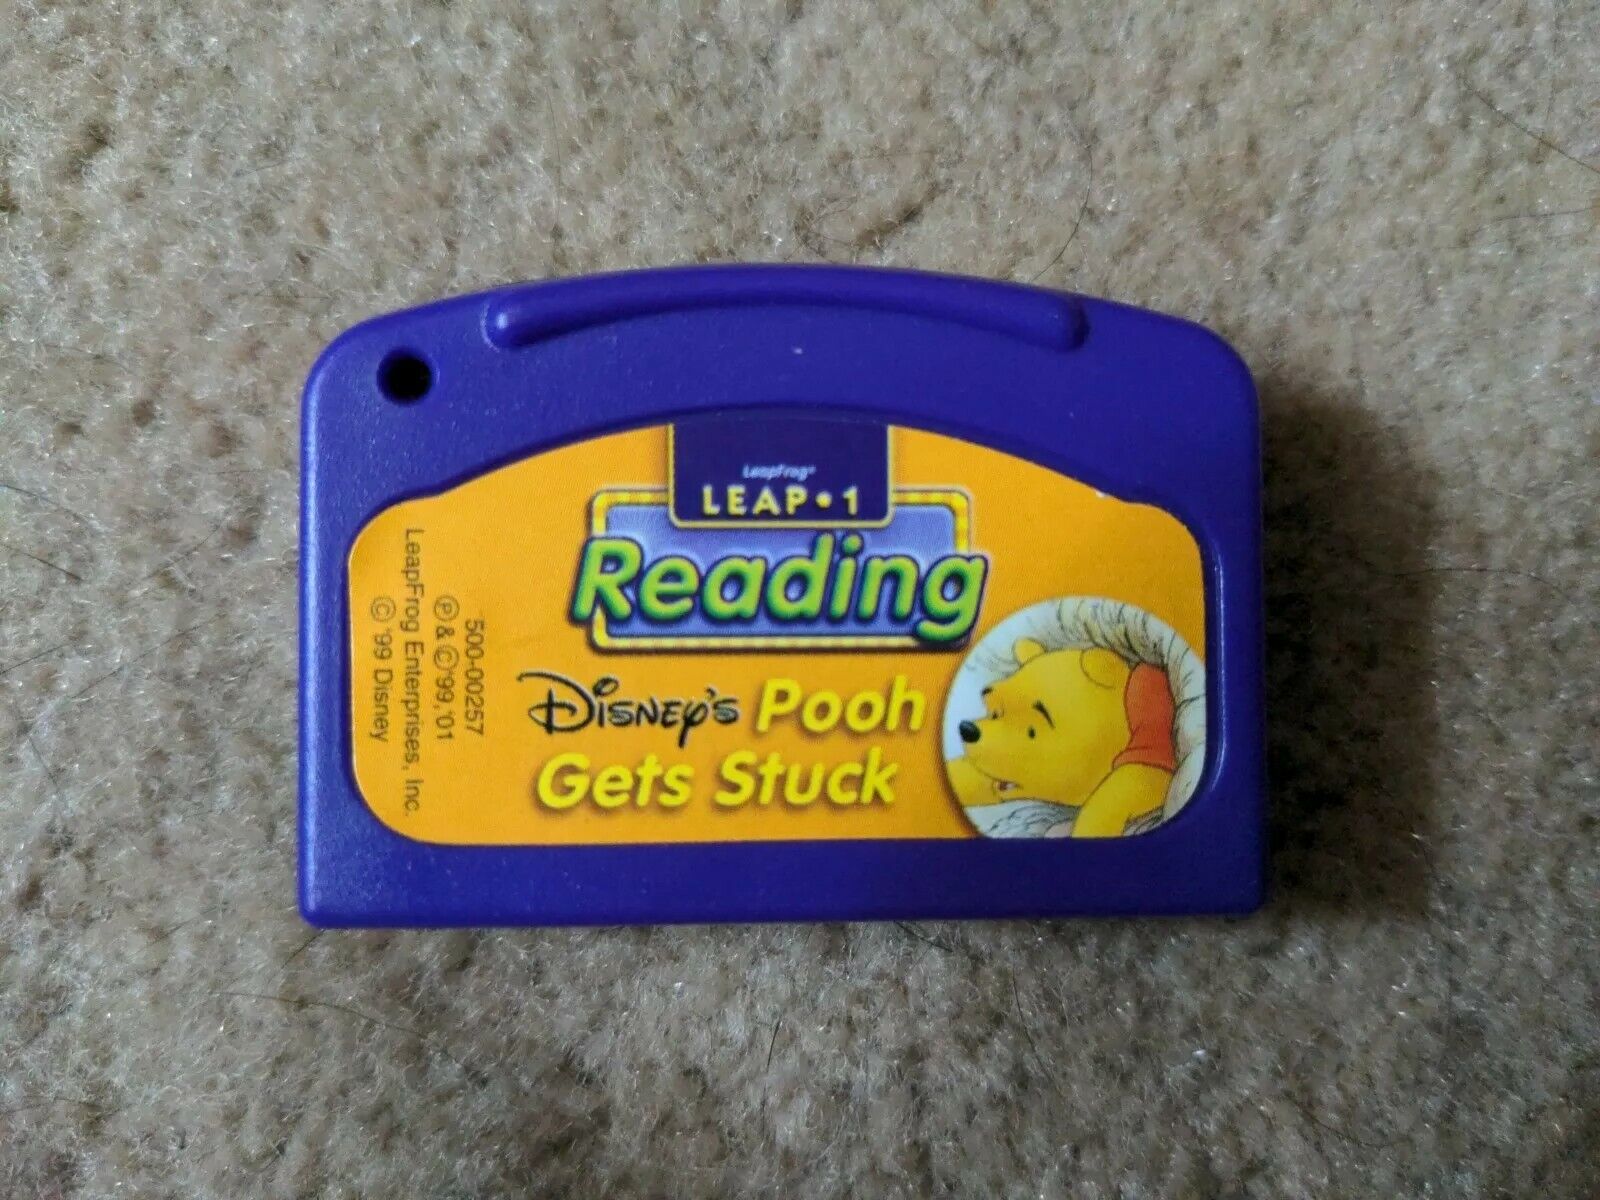 LeapFrog®
LEAP • 1
Reading
Disney's Pooh
Gets Stuck
500-00257
Ⓟ & © '99, '01
LeapFrog Enterprises, Inc.
© '99 Disney